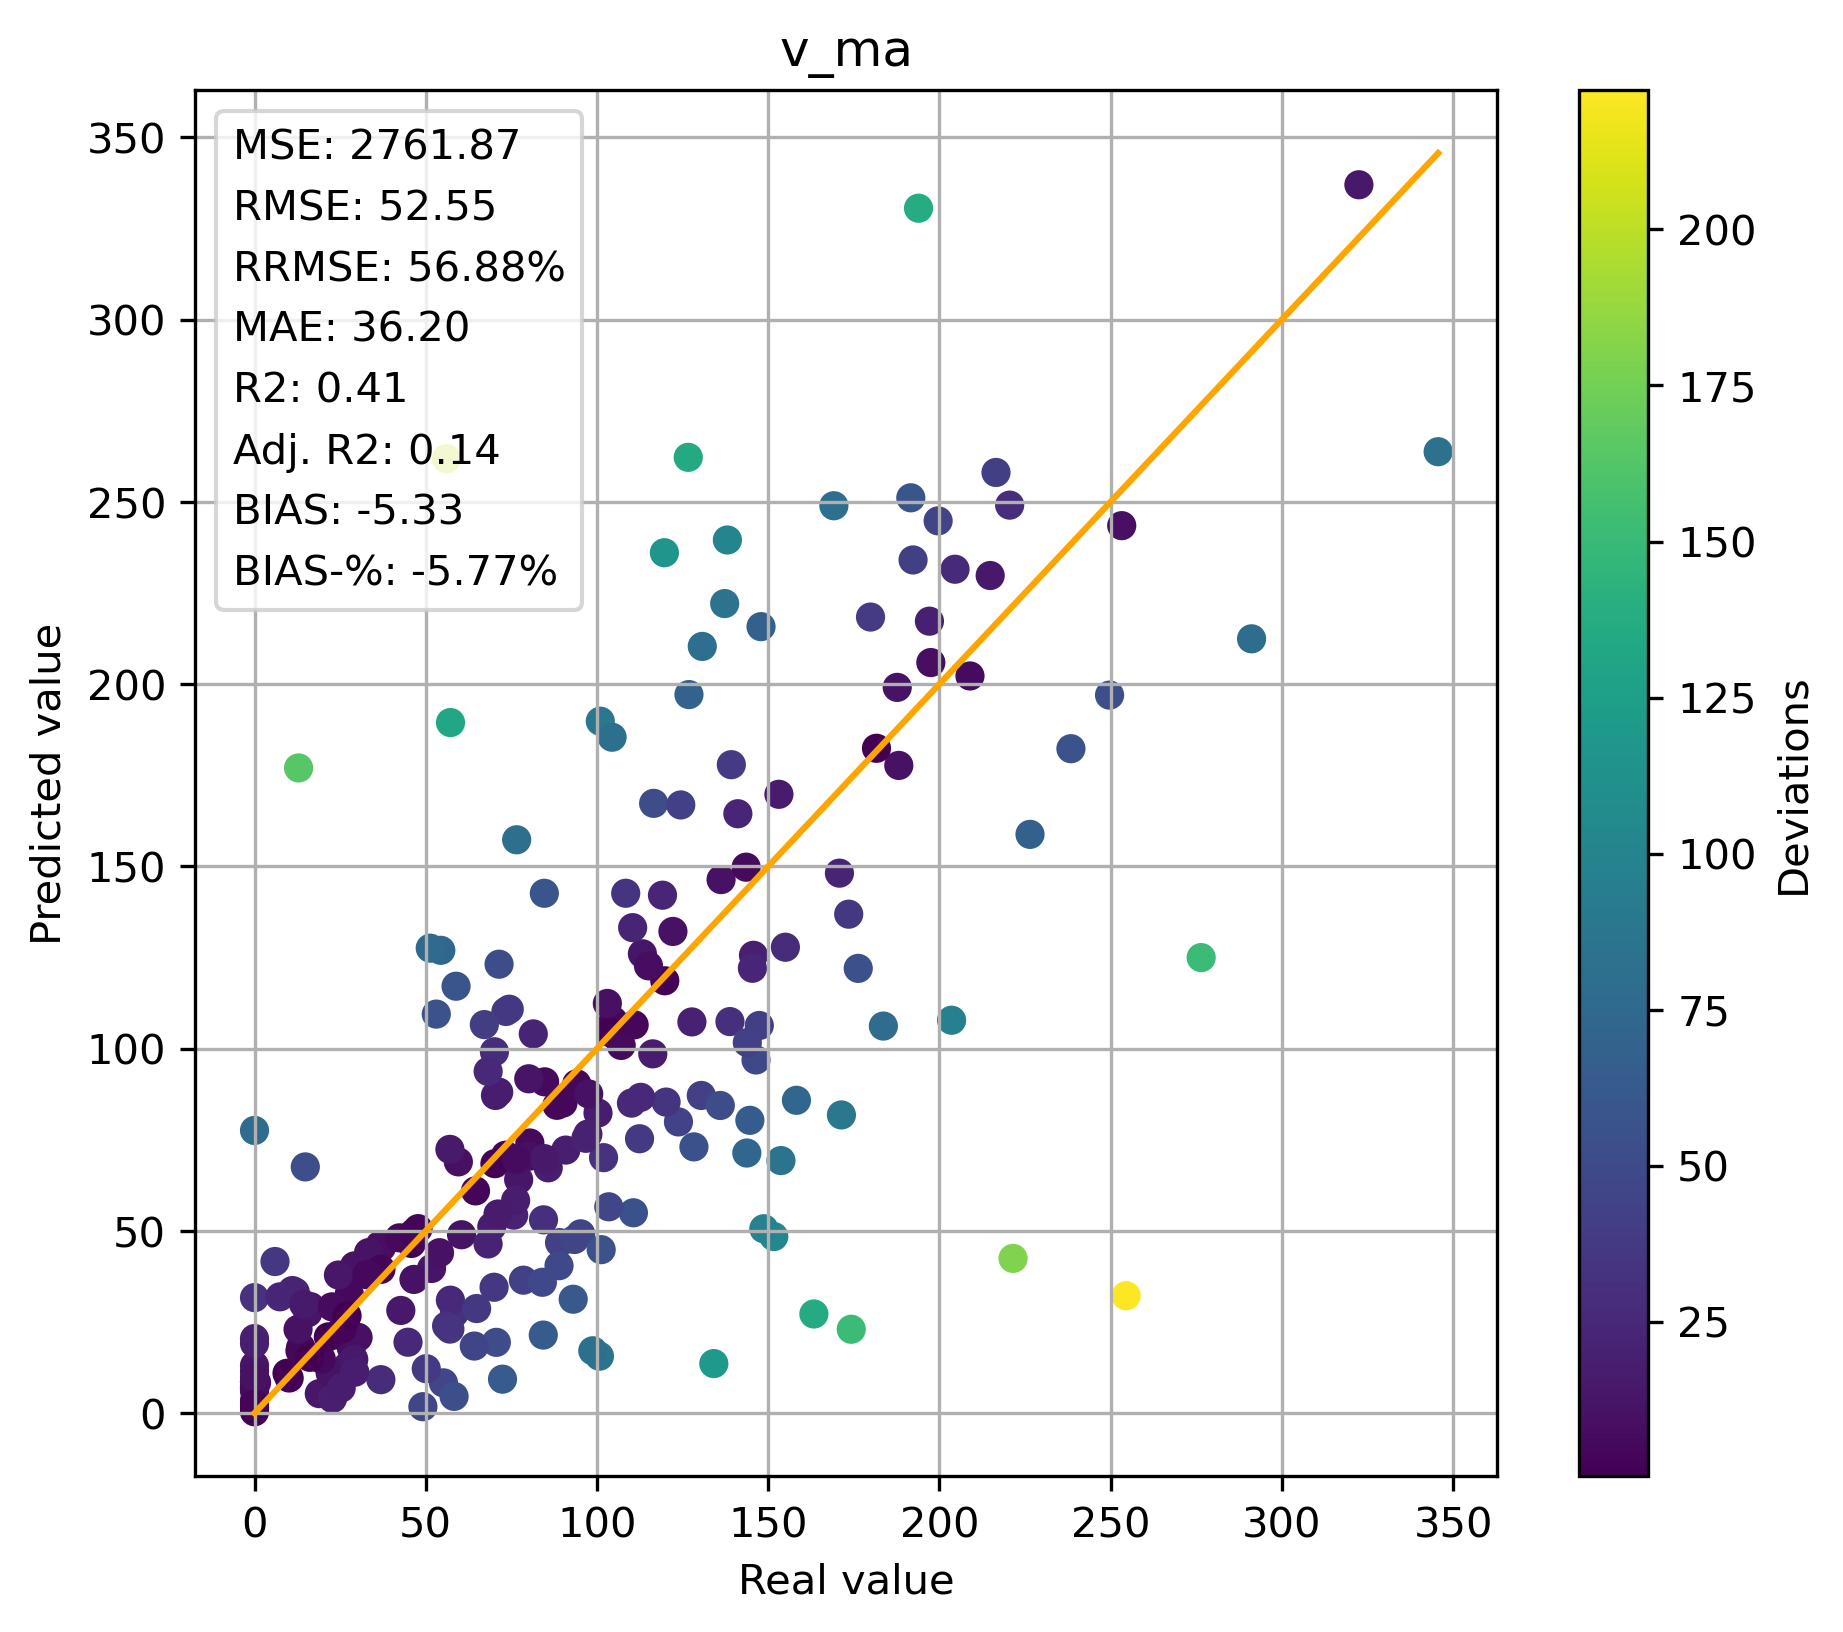 v_ma
MSE: 2761.87
RMSE: 52.55
RRMSE: 56.88%
MAE: 36.20
R2: 0.41
Adj. R2: 0.14
BIAS: -5.33
BIAS-%: -5.77%
350
300
250
200
150
100
50
0
Predicted value
0 50 100 150 200 250 300 350
Real value
200
175
150
125
100
75
50
25
Deviations